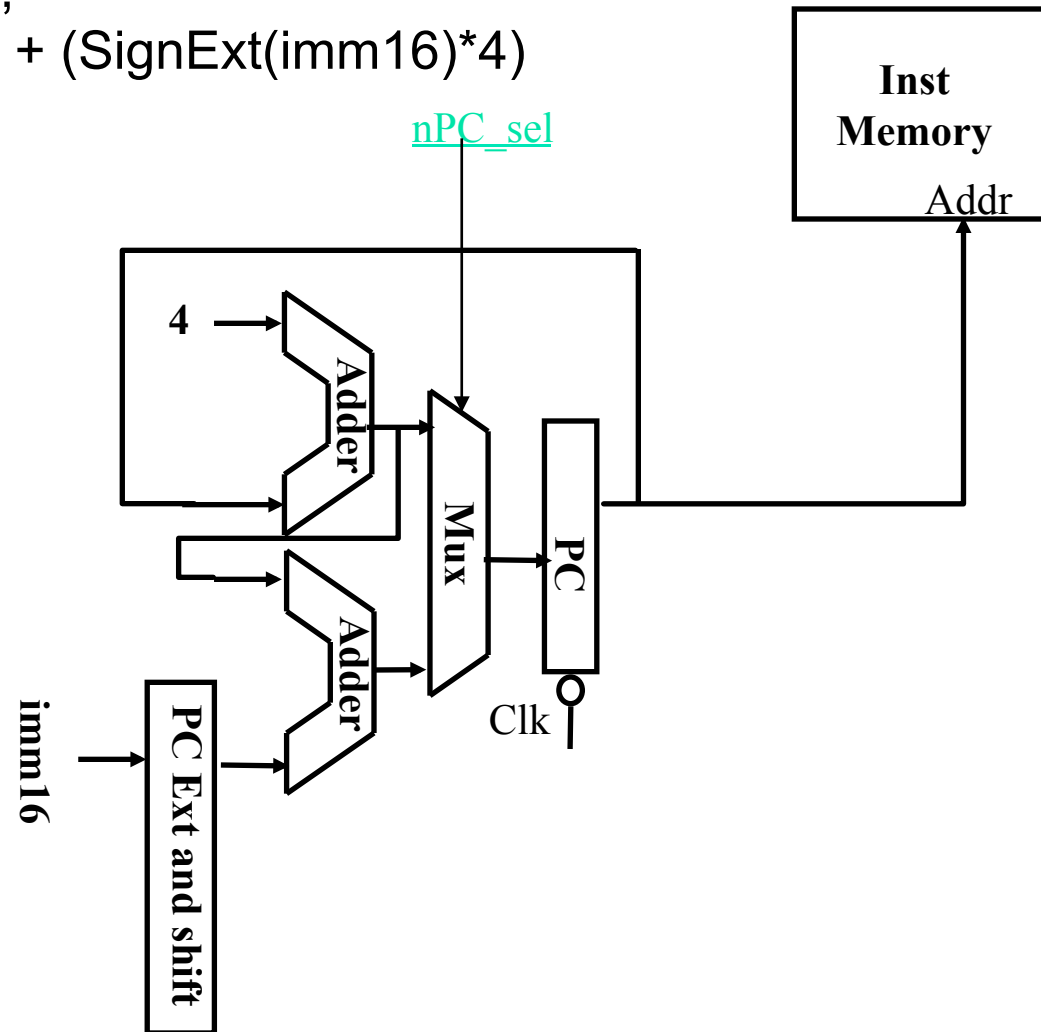 ;
+ (SignExt(imm16)*4)
Inst
Memory
Addr
nPC_sel
4
Adder
Mux
PC
Adder
Clk
imm16
PC Ext and shift